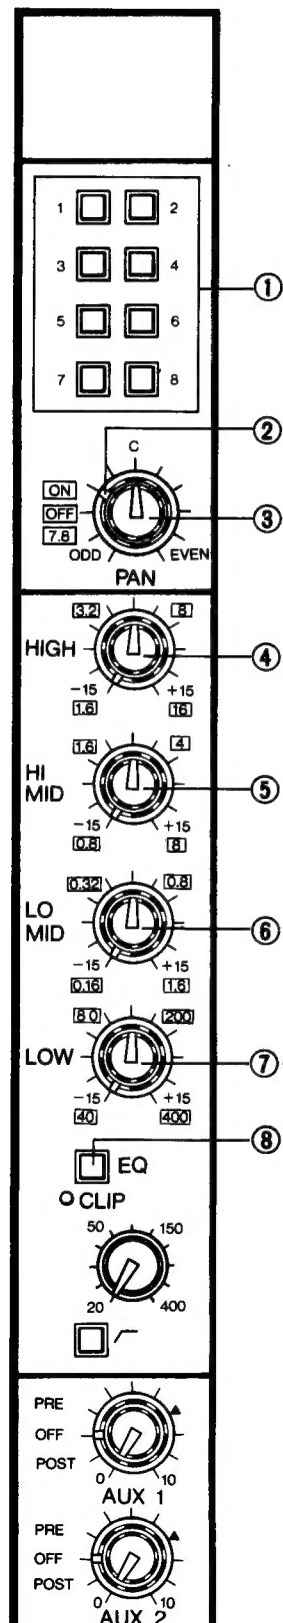 1 2
3 4
①
5 6
7 8
②
C
ON
OFF
③
7.8
ODD EVEN
PAN
3.2 8
HIGH
④
-15 +15
1.6 16
1.6 4
HI
MID
⑤
-15 +15
0.8 8
0.32 0.8
LO
MID
⑥
-15 +15
0.16 1.6
80 200
LOW
⑦
-15 +15
40 400
⑧
EQ
CLIP
50 150
20 400
PRE
OFF
POST
0 10
AUX 1
PRE
OFF
POST
0 10
AUX 2